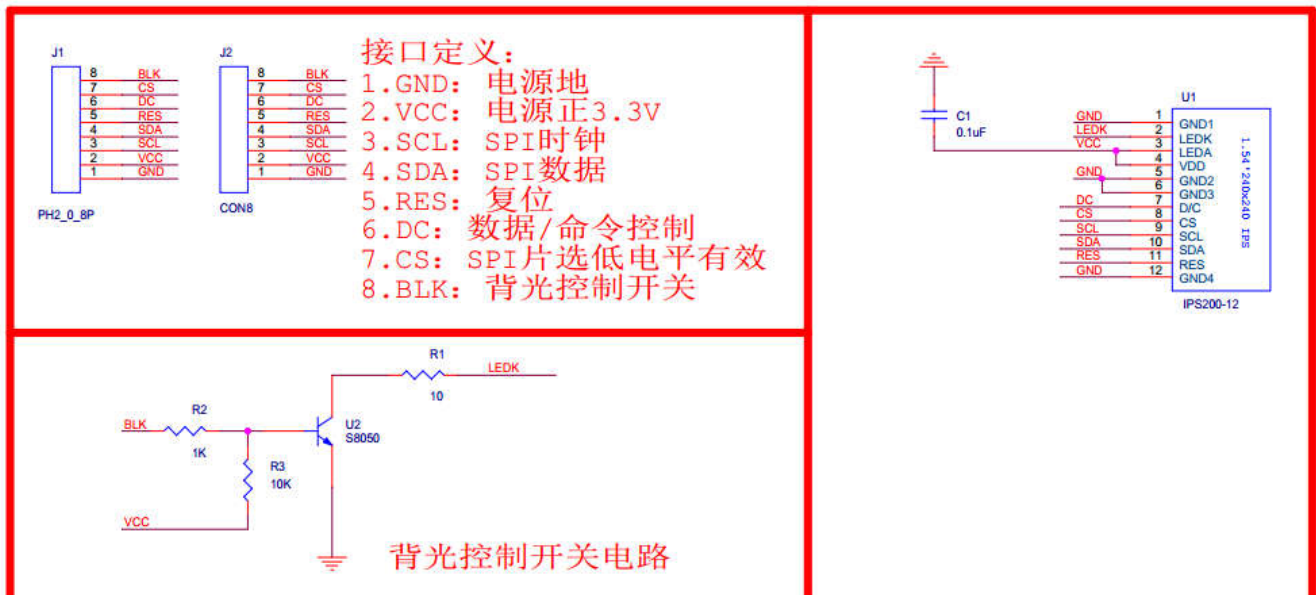 J1
8 BLK
7 CS
6 DC
5 RES
4 SDA
3 SCL
2 VCC
1 GND
PH2_0_8P
J2
8 BLK
7 CS
6 DC
5 RES
4 SDA
3 SCL
2 VCC
1 GND
CON8
接口定义:
1.GND: 电源地
2.VCC: 电源正3.3V
3.SCL: SPI时钟
4.SDA: SPI数据
5.RES: 复位
6.DC: 数据/命令控制
7.CS: SPI片选低电平有效
8.BLK: 背光控制开关
C1
0.1uF
U1
GND 1 GND1
LEDK 2 LEDK
VCC 3 LEDA
4 VDD
GND 5 GND2
6 GND3
DC 7 D/C
CS 8 CS
SCL 9 SCL
SDA 10 SDA
RES 11 RES
GND 12 GND4
1.54'240x240 IPS
IPS200-12
R1
10
LEDK
BLK
R2
1K
U2
S8050
R3
10K
VCC
背光控制开关电路